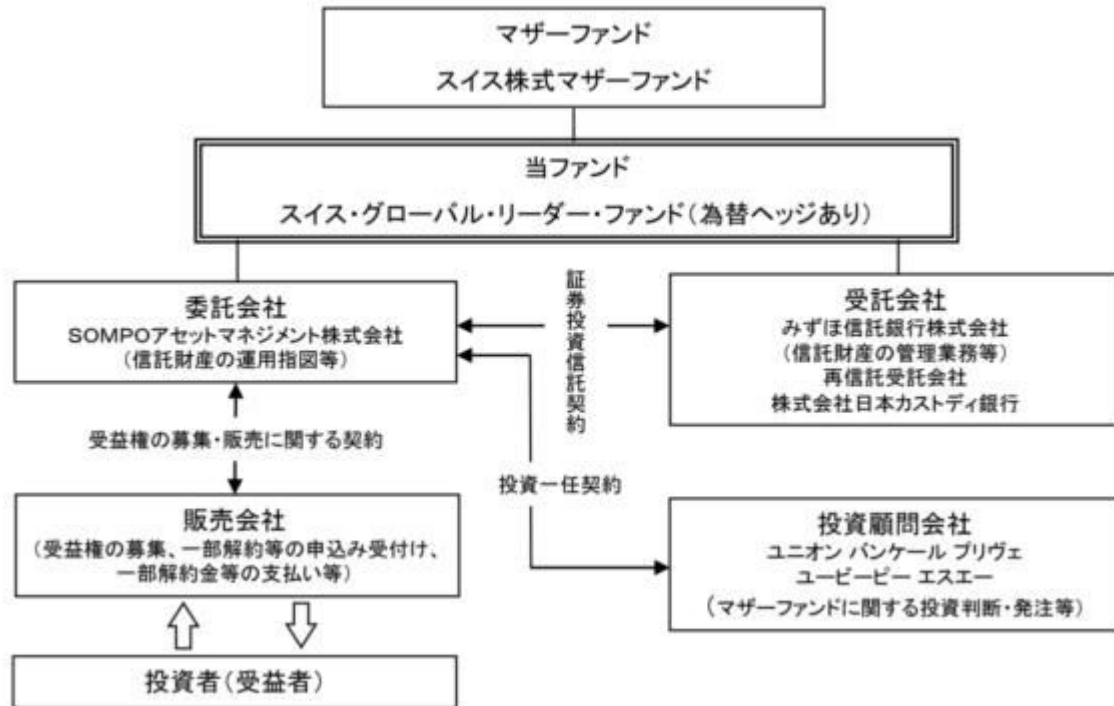 マザーファンド
スイス株式マザーファンド
当ファンド
スイス・グローバル・リーダー・ファンド(為替ヘッジあり)
委託会社
SOMPOアセットマネジメント株式会社
(信託財産の運用指図等)
証券投資信託契約
受託会社
みずほ信託銀行株式会社
(信託財産の管理業務等)
再信託受託会社
株式会社日本カストディ銀行
受益権の募集・販売に関する契約
投資一任契約
販売会社
(受益権の募集、一部解約等の申込み受付け、
一部解約金等の支払い等)
投資顧問会社
ユニオン バンケール プリヴェ
ユービーピー エスエー
(マザーファンドに関する投資判断・発注等)
投資者(受益者)